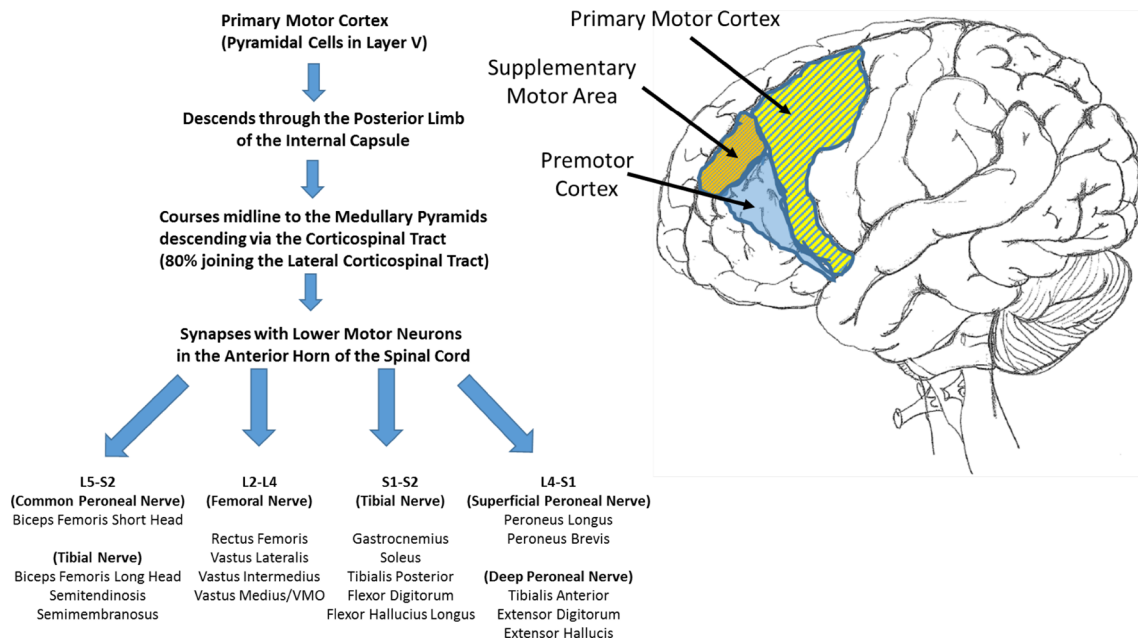 Primary Motor Cortex
(Pyramidal Cells in Layer V)
Descends through the Posterior Limb
of the Internal Capsule
Courses midline to the Medullary Pyramids
descending via the Corticospinal Tract
(80% joining the Lateral Corticospinal Tract)
Synapses with Lower Motor Neurons
in the Anterior Horn of the Spinal Cord
L5-S2
(Common Peroneal Nerve)
Biceps Femoris Short Head
(Tibial Nerve)
Biceps Femoris Long Head
Semitendinosis
Semimembranosus
L2-L4
(Femoral Nerve)
Rectus Femoris
Vastus Lateralis
Vastus Intermedius
Vastus Medius/VMO
S1-S2
(Tibial Nerve)
Gastrocnemius
Soleus
Tibialis Posterior
Flexor Digitorum
Flexor Hallucius Longus
L4-S1
(Superficial Peroneal Nerve)
Peroneus Longus
Peroneus Brevis
(Deep Peroneal Nerve)
Tibialis Anterior
Extensor Digitorum
Extensor Hallucis
Primary Motor Cortex
Supplementary
Motor Area
Premotor
Cortex